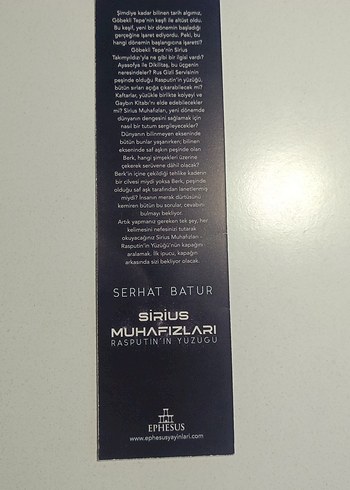 Şimdiye kadar bilinen tarih algımız,
Göbekli Tepe'nin keşfi ile altüst oldu.
Bu keşif, yeni bir dönemin başladığı
gerçeğine işaret ediyordu. Peki, bu
hangi dönemin başlangıcına işaretti?
Göbekli Tepe'nin Sirius
Takımyıldızı'yla ne gibi bir ilgisi vardı?
Ayasofya ile Dikilitaş, bu üçgenin
neresindeler? Rus Gizli Servisinin
peşinde olduğu Rasputin'in yüzüğü,
bütün sırları açığa çıkarabilecek mi?
Kaftarlar, yüzükle birlikte kolyeyi ve
Gaybın Kitabı'nı elde edebilecekler
mi? Sirius Muhafızları, yeni dönemde
dünyanın dengesini sağlamak için
nasıl bir tutum sergileyecekler?
Dünyanın bilinmeyen ekseninde
bütün bunlar yaşanırken; bilinen
ekseninde saf aşkın peşinde olan
Berk, hangi şimşekleri üzerine
çekerek serüvene dâhil olacak?
Berk'in içine çekildiği tehlike kaderin
bir cilvesi miydi yoksa Berk, peşinde
olduğu saf aşk tarafından lanetlenmiş
miydi? İnsanın merak dürtüsünü
kemiren bütün bu sorular, cevabını
bulmayı bekliyor.
Artık yapmanız gereken tek şey, her
kelimesini nefesinizi tutarak
okuyacağınız Sirius Muhafızları -
Rasputin'in Yüzüğü'nün kapağını
aralamak. İlk ipucu, kapağın
arkasında sizi bekliyor olacak.
SERHAT BATUR
SİRİUS
MUHAFIZLARI
RASPUTİN'İN YÜZÜĞÜ
EPHESUS
www.ephesusyayinlari.com